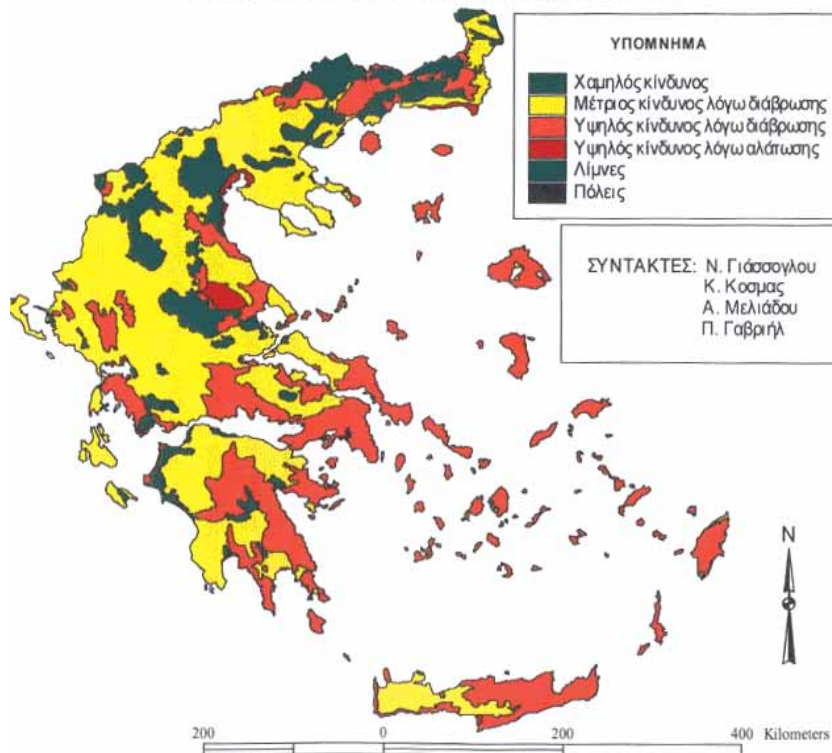 ΥΠΟΜΝΗΜΑ
Χαμηλός κίνδυνος
Μέτριος κίνδυνος λόγω διάβρωσης
Υψηλός κίνδυνος λόγω διάβρωσης
Υψηλός κίνδυνος λόγω αλάτωσης
Λίμνες
Πόλεις
ΣΥΝΤΑΚΤΕΣ: Ν. Γιάσσογλου
Κ. Κοσμας
Α. Μελιάδου
Π. Γαβριήλ
N
200 0 200 400 Kilometers